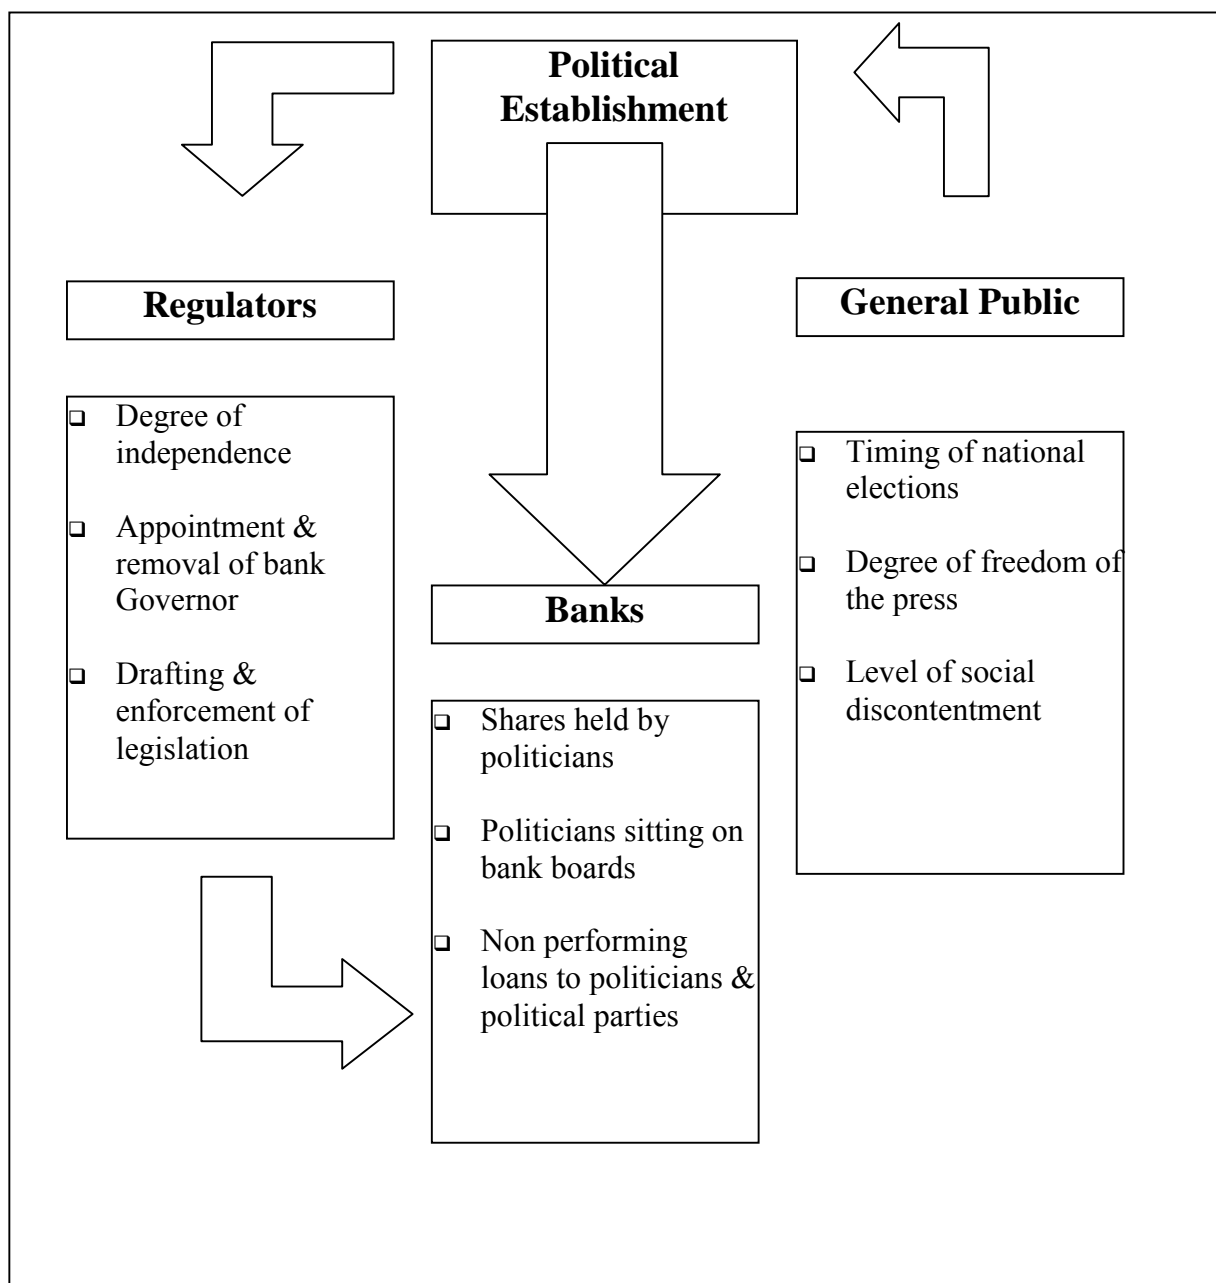 Political
Establishment
Regulators
❑ Degree of
independence
❑ Appointment &
removal of bank
Governor
❑ Drafting &
enforcement of
legislation
Banks
❑ Shares held by
politicians
❑ Politicians sitting on
bank boards
❑ Non performing
loans to politicians &
political parties
General Public
❑ Timing of national
elections
❑ Degree of freedom of
the press
❑ Level of social
discontentment